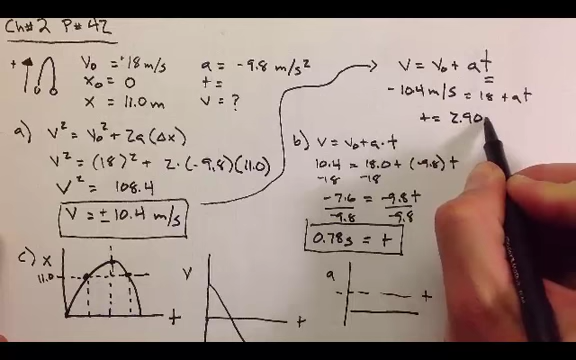 Ch#2 P#42
+ V₀ = +18 m/s
x₀ = 0
x = 11.0 m
a = -9.8 m/s²
t =
V = ?
a) V² = V₀² + 2a(Δx)
V² = (18)² + 2·(-9.8)(11.0)
V² = 108.4
V = ± 10.4 m/s
V = V₀ + at
-10.4 m/s = 18 + at
t = 2.90
b) V = V₀ + a·t
10.4 = 18.0 + (-9.8)t
-18 -18
-7.6 = -9.8t
-9.8 -9.8
0.78s = t
c) x
11.0
t
V
t
a
t